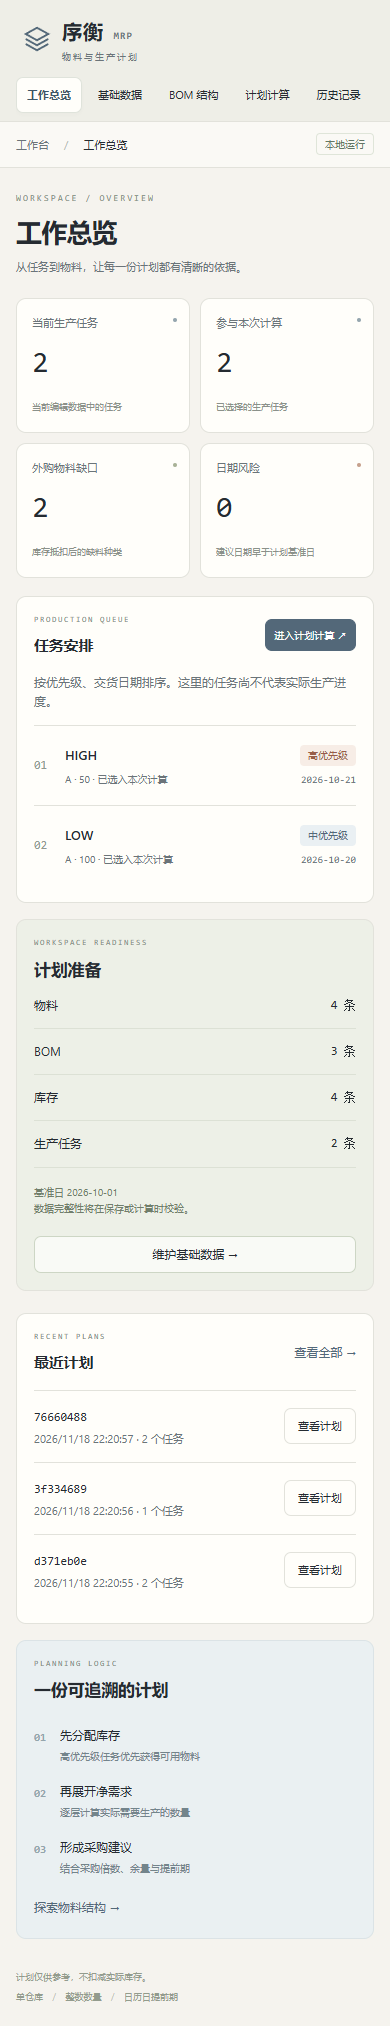 序衡 MRP
物料与生产计划
工作总览 基础数据 BOM 结构 计划计算 历史记录
工作台 / 工作总览 本地运行
WORKSPACE / OVERVIEW
工作总览
从任务到物料，让每一份计划都有清晰的依据。
当前生产任务
2
当前编辑数据中的任务
参与本次计算
2
已选择的生产任务
外购物料缺口
2
库存抵扣后的缺料种类
日期风险
0
建议日期早于计划基准日
PRODUCTION QUEUE
任务安排
进入计划计算 ↗
按优先级、交货日期排序。这里的任务尚不代表实际生产进
度。
01 HIGH 高优先级
A · 50 · 已选入本次计算 2026-10-21
02 LOW 中优先级
A · 100 · 已选入本次计算 2026-10-20
WORKSPACE READINESS
计划准备
物料 4 条
BOM 3 条
库存 4 条
生产任务 2 条
基准日 2026-10-01
数据完整性将在保存或计算时校验。
维护基础数据 →
RECENT PLANS
最近计划
查看全部 →
76660488
2026/11/18 22:20:57 · 2 个任务
查看计划
3f334689
2026/11/18 22:20:56 · 1 个任务
查看计划
d371eb0e
2026/11/18 22:20:55 · 2 个任务
查看计划
PLANNING LOGIC
一份可追溯的计划
01 先分配库存
高优先级任务优先获得可用物料
02 再展开净需求
逐层计算实际需要生产的数量
03 形成采购建议
结合采购倍数、余量与提前期
探索物料结构 →
计划仅供参考，不扣减实际库存。
单仓库 / 整数数量 / 日历日提前期